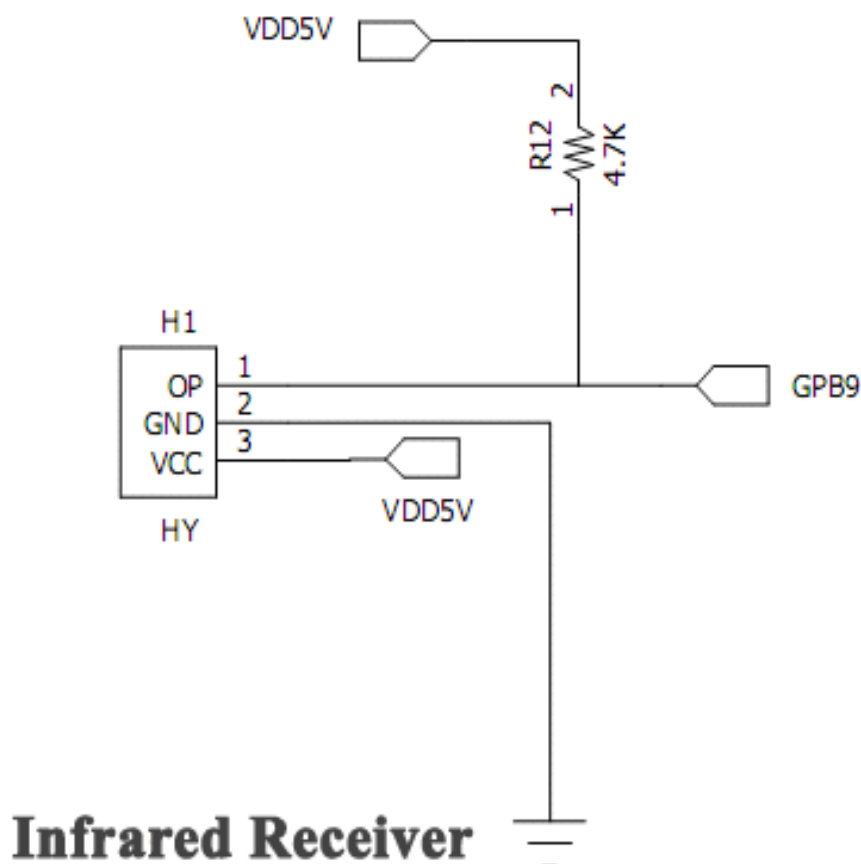 VDD5V
2
R12
4.7K
1
H1
1
OP
GPB9
2
GND
3
VCC
VDD5V
HY
Infrared Receiver